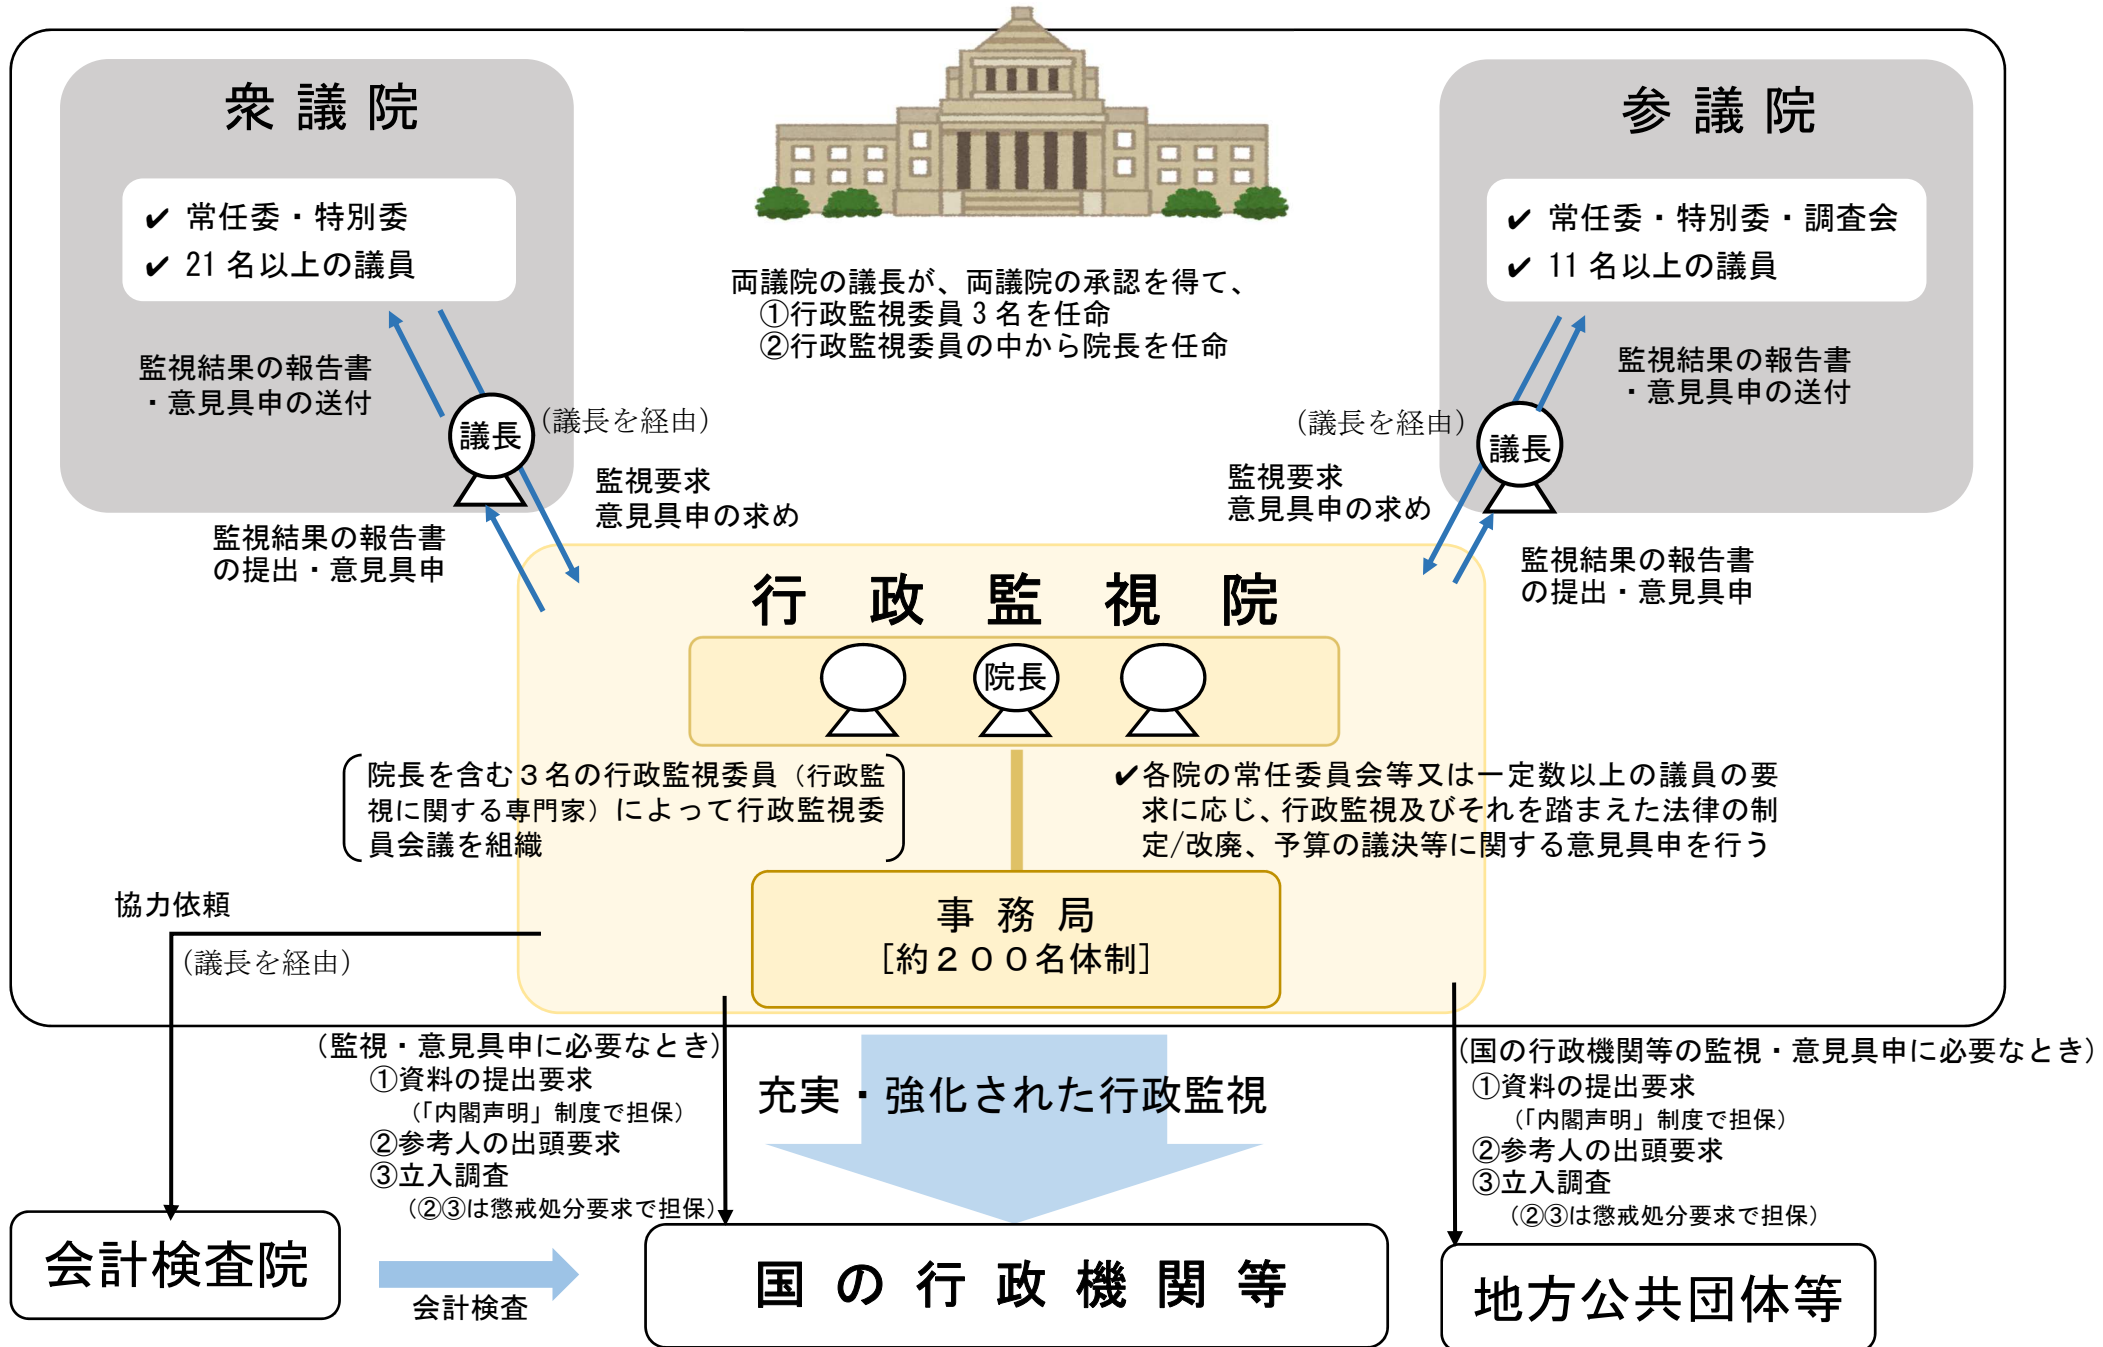 衆議院
✔ 常任委・特別委
✔ 21名以上の議員
参議院
✔ 常任委・特別委・調査会
✔ 11名以上の議員
両議院の議長が、両議院の承認を得て、
①行政監視委員3名を任命
②行政監視委員の中から院長を任命
監視結果の報告書
・意見具申の送付
議長
(議長を経由)
監視要求
意見具申の求め
監視結果の報告書
の提出・意見具申
監視結果の報告書
・意見具申の送付
(議長を経由)
議長
監視要求
意見具申の求め
監視結果の報告書
の提出・意見具申
行政監視院
院長
院長を含む3名の行政監視委員(行政監
視に関する専門家)によって行政監視委
員会議を組織
✔各院の常任委員会等又は一定数以上の議員の要
求に応じ、行政監視及びそれを踏まえた法律の制
定/改廃、予算の議決等に関する意見具申を行う
事務局
[約200名体制]
協力依頼
(議長を経由)
(監視・意見具申に必要なとき)
①資料の提出要求
(「内閣声明」制度で担保)
②参考人の出頭要求
③立入調査
(②③は懲戒処分要求で担保)
充実・強化された行政監視
(国の行政機関等の監視・意見具申に必要なとき)
①資料の提出要求
(「内閣声明」制度で担保)
②参考人の出頭要求
③立入調査
(②③は懲戒処分要求で担保)
会計検査院
会計検査
国の行政機関等
地方公共団体等